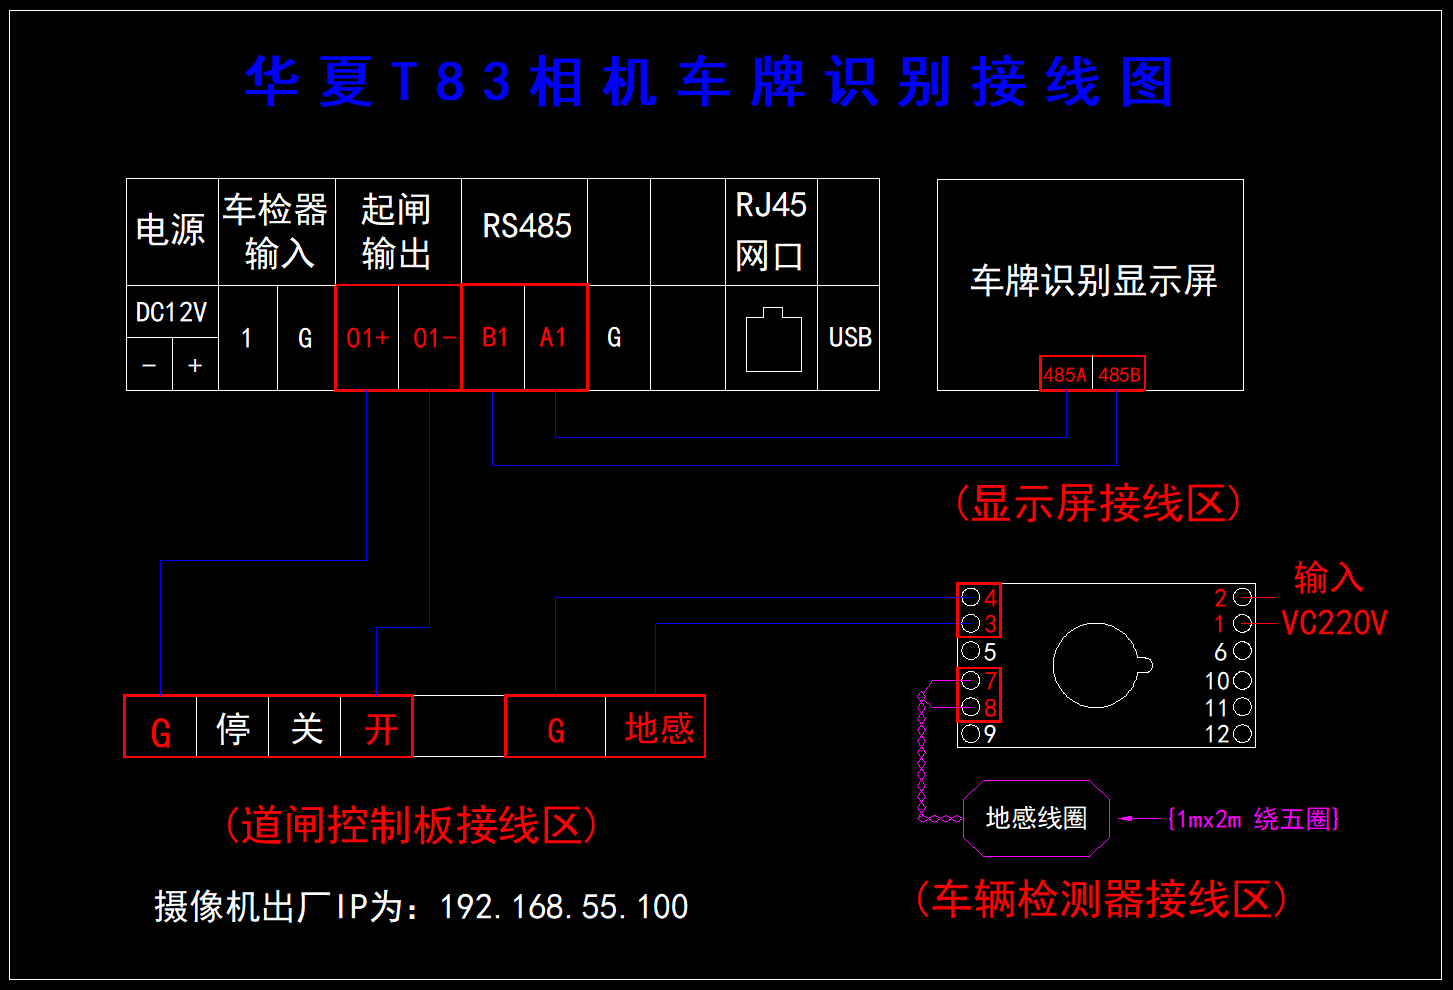 华夏T83相机车牌识别接线图
电源
车检器
输入
起闸
输出
RS485
RJ45
网口
DC12V
- +
1
G
O1+
O1-
B1
A1
G
USB
车牌识别显示屏
485A
485B
(显示屏接线区)
输入
VC220V
4
3
5
7
8
9
2
1
6
10
11
12
G
停
关
开
G
地感
(道闸控制板接线区)
地感线圈
{1mx2m 绕五圈}
(车辆检测器接线区)
摄像机出厂IP为：192.168.55.100